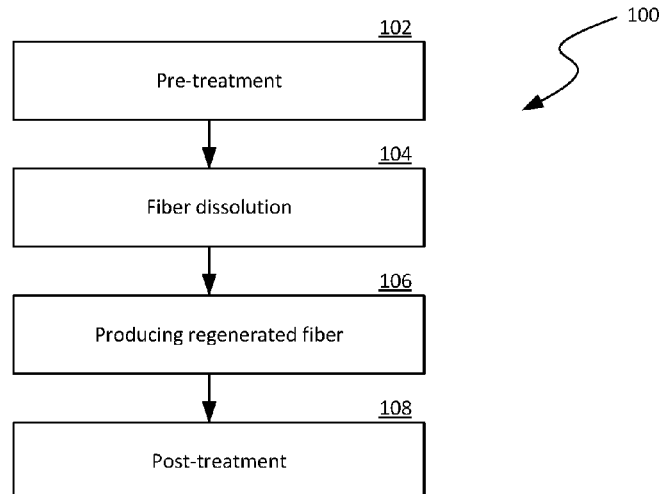 100
102
Pre-treatment
104
Fiber dissolution
106
Producing regenerated fiber
108
Post-treatment